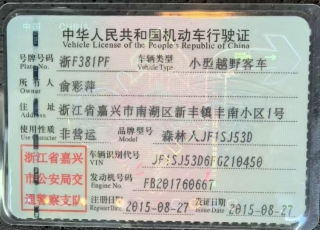 中华人民共和国机动车行驶证
Vehicle License of the People's Republic of China
号牌号码 浙F381PF 车辆类型 小型越野客车
Plate No. Vehicle Type
所有人 俞彩萍
Owner
住址 浙江省嘉兴市南湖区新丰镇丰南小区1号
Address
使用性质 非营运 品牌型号 森林人JF1SJ53D
Use Character Model
浙江省嘉兴 车辆识别代号 JF1SJ53D6FG210450
VIN
市公安局交 发动机号码 FB201760667
Engine No.
通警察支队 注册日期 2015-08-27 发证日期 2015-08-27
Register Date Issue Date